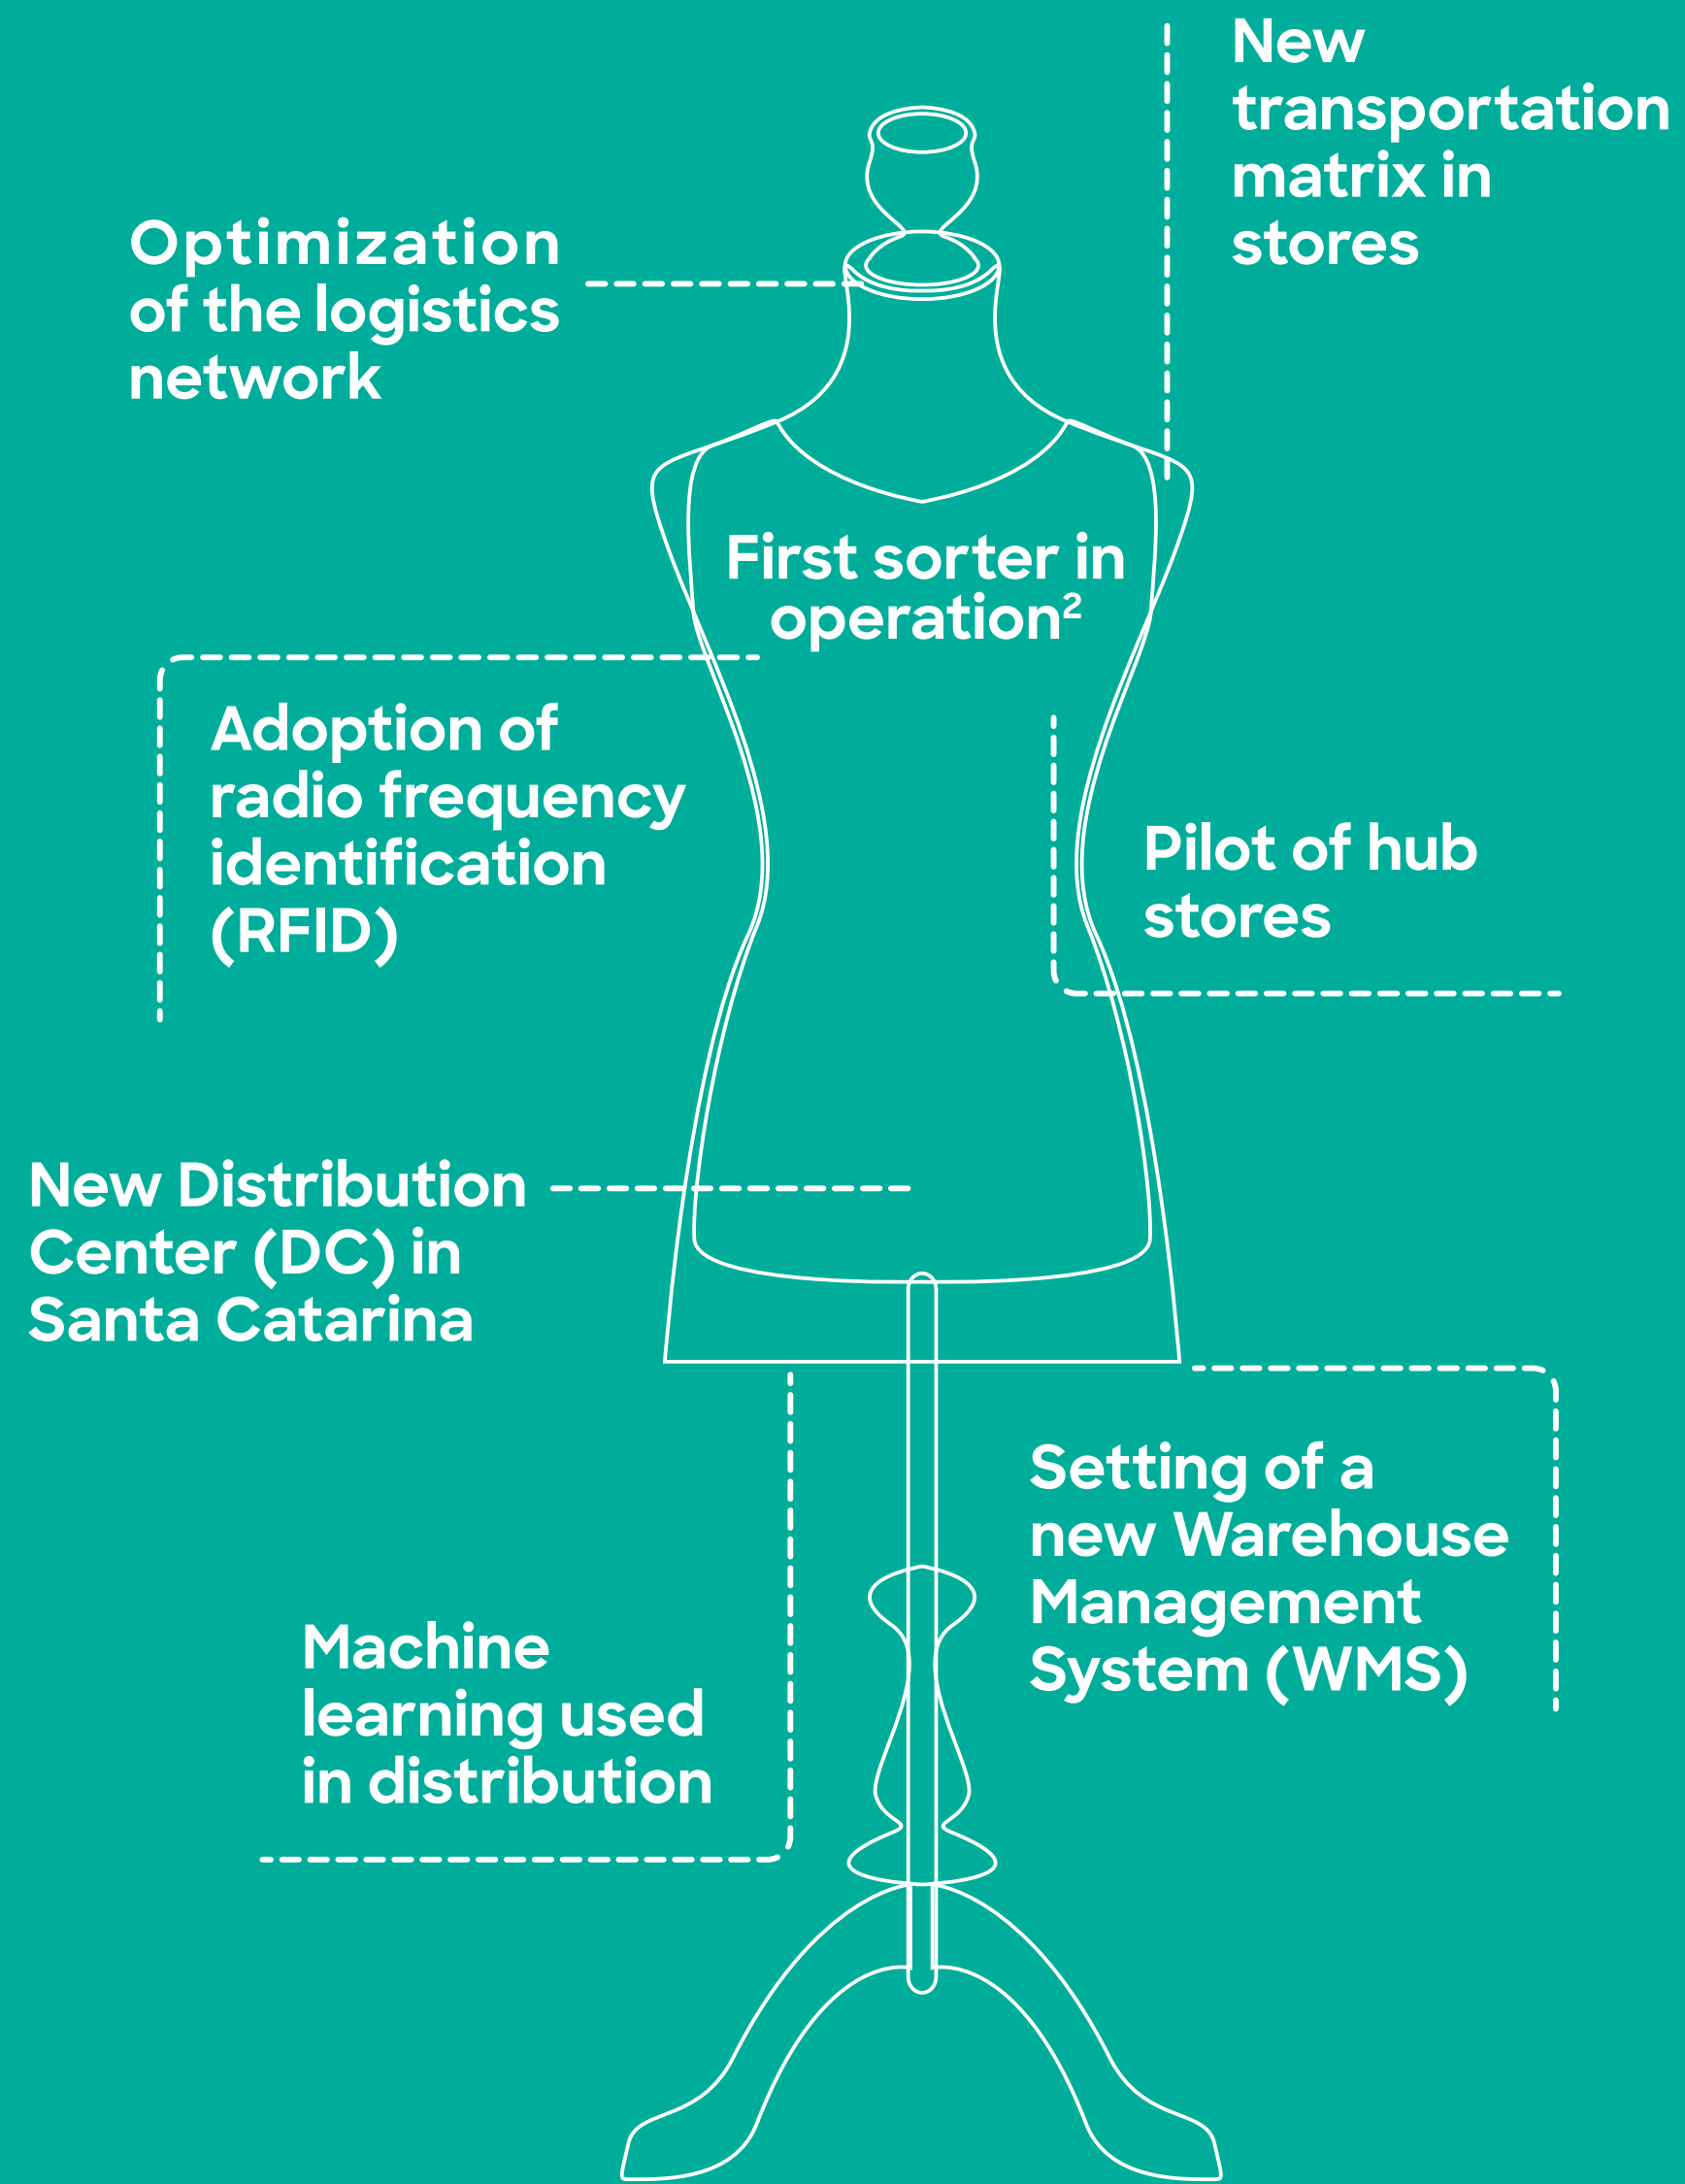 New
transportation
matrix in
stores
Optimization
of the logistics
network
First sorter in
operation²
Adoption of
radio frequency
identification
(RFID)
Pilot of hub
stores
New Distribution
Center (DC) in
Santa Catarina
Setting of a
new Warehouse
Management
System (WMS)
Machine
learning used
in distribution